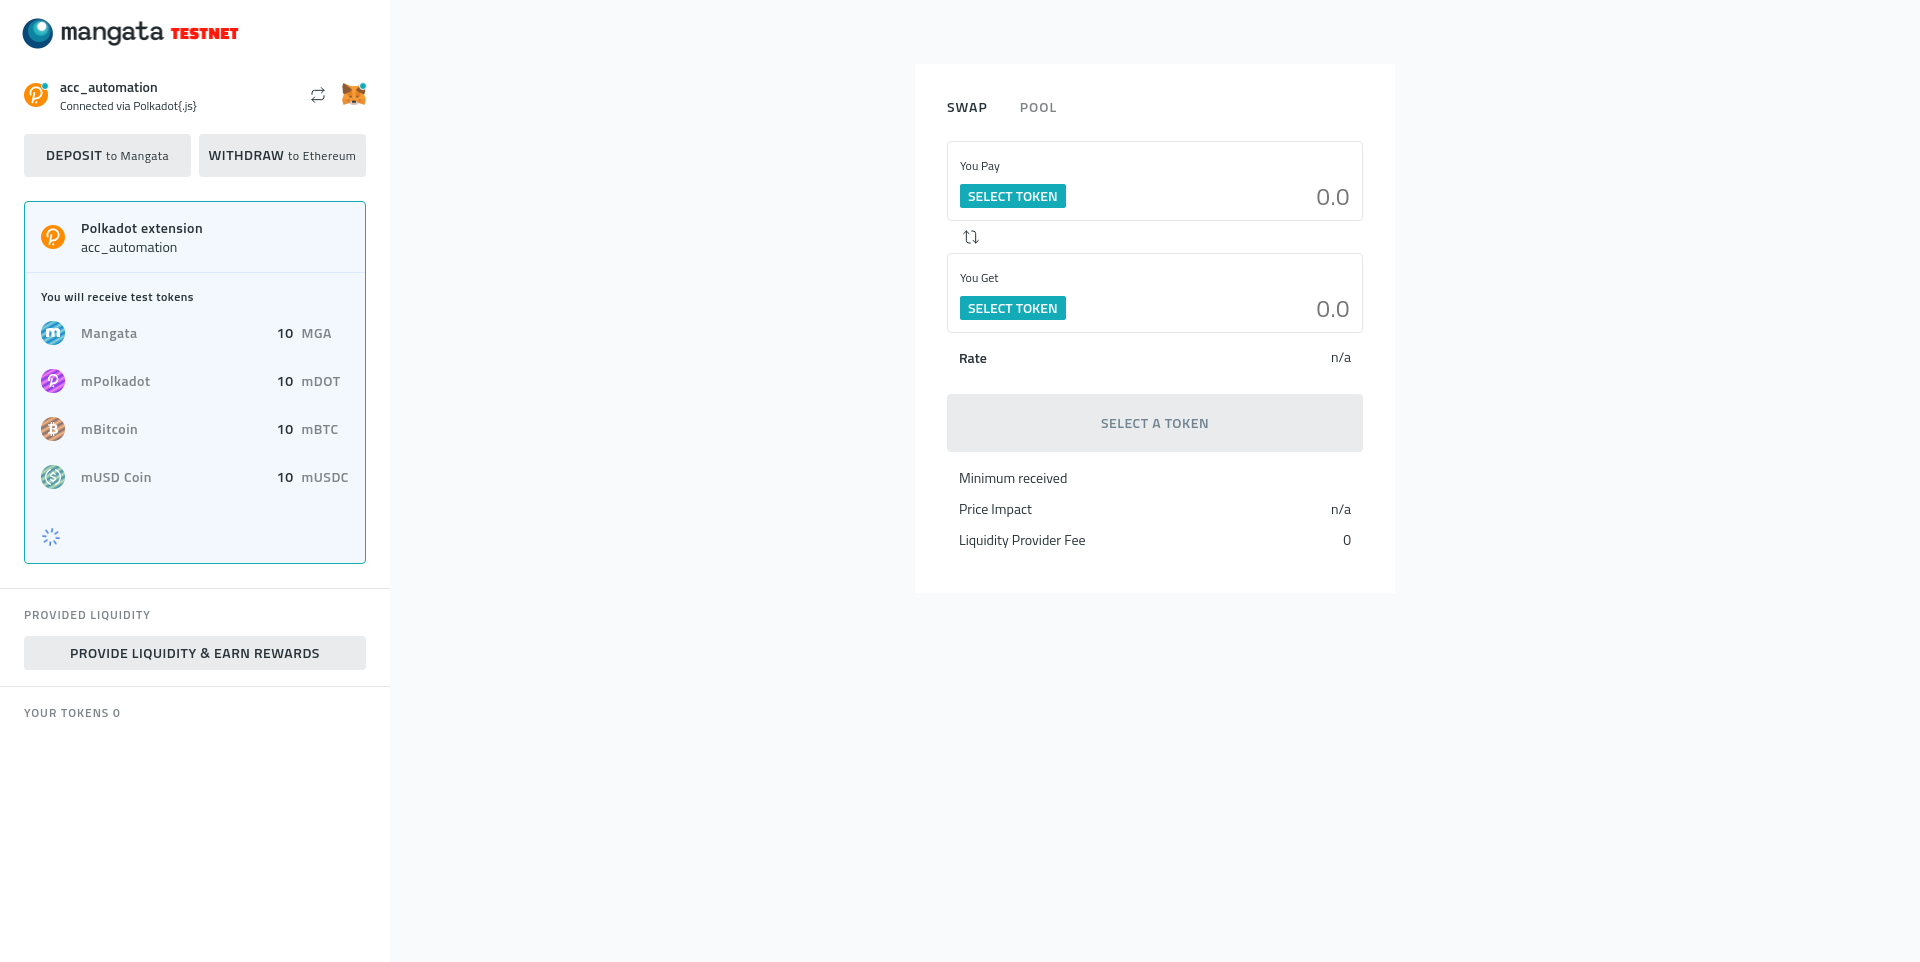 mangata TESTNET
acc_automation
Connected via Polkadot{.js}
DEPOSIT to Mangata
WITHDRAW to Ethereum
Polkadot extension
acc_automation
You will receive test tokens
Mangata 10 MGA
mPolkadot 10 mDOT
mBitcoin 10 mBTC
mUSD Coin 10 mUSDC
PROVIDED LIQUIDITY
PROVIDE LIQUIDITY & EARN REWARDS
YOUR TOKENS 0
SWAP POOL
You Pay
SELECT TOKEN 0.0
You Get
SELECT TOKEN 0.0
Rate n/a
SELECT A TOKEN
Minimum received
Price Impact n/a
Liquidity Provider Fee 0